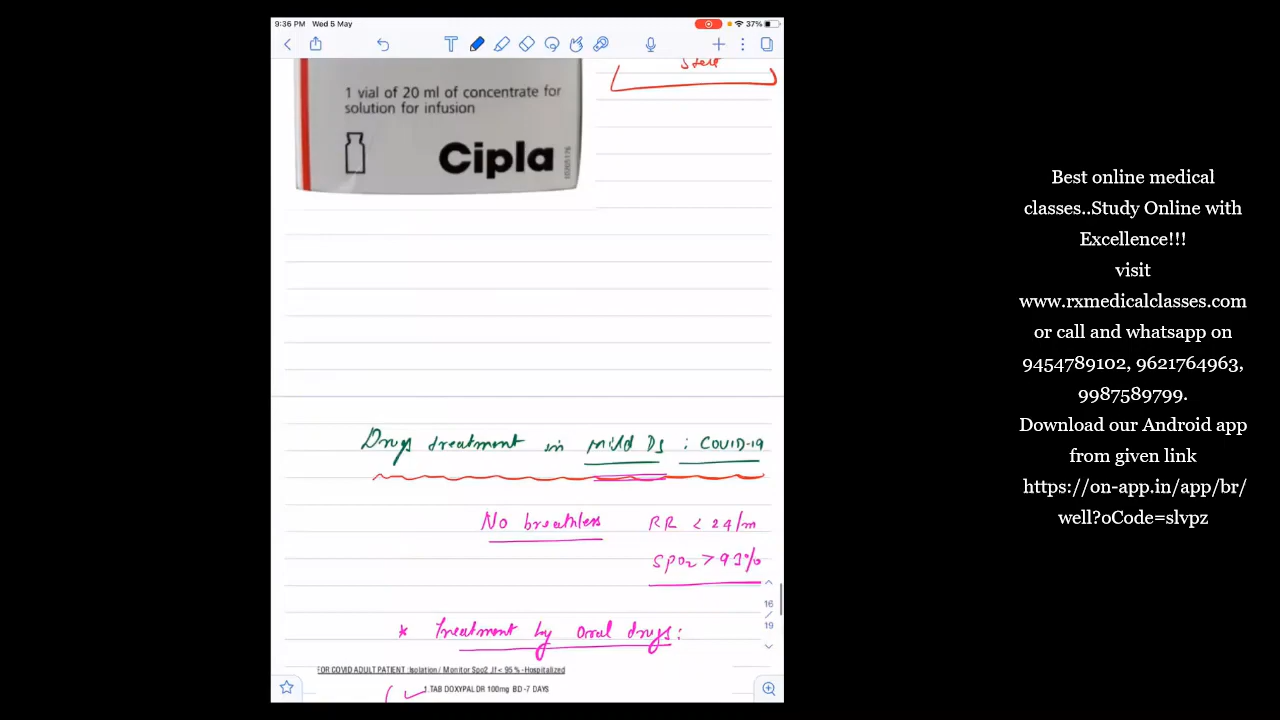 9:36 PM Wed 5 May
37%
Start
1 vial of 20 ml of concentrate for
solution for infusion
Cipla
Drugs treatment in Mild Ds : COVID-19
No breathless RR < 24/m
SPO2 > 93%
16
/
19
* Treatment by oral drugs:
FOR COVID ADULT PATIENT :Isolation / Monitor Spo2 .If < 95 % -Hospitalized
1.TAB DOXYPAL DR 100mg BD -7 DAYS
Best online medical
classes..Study Online with
Excellence!!!
visit
www.rxmedicalclasses.com
or call and whatsapp on
9454789102, 9621764963,
9987589799.
Download our Android app
from given link
https://on-app.in/app/br/
well?oCode=slvpz